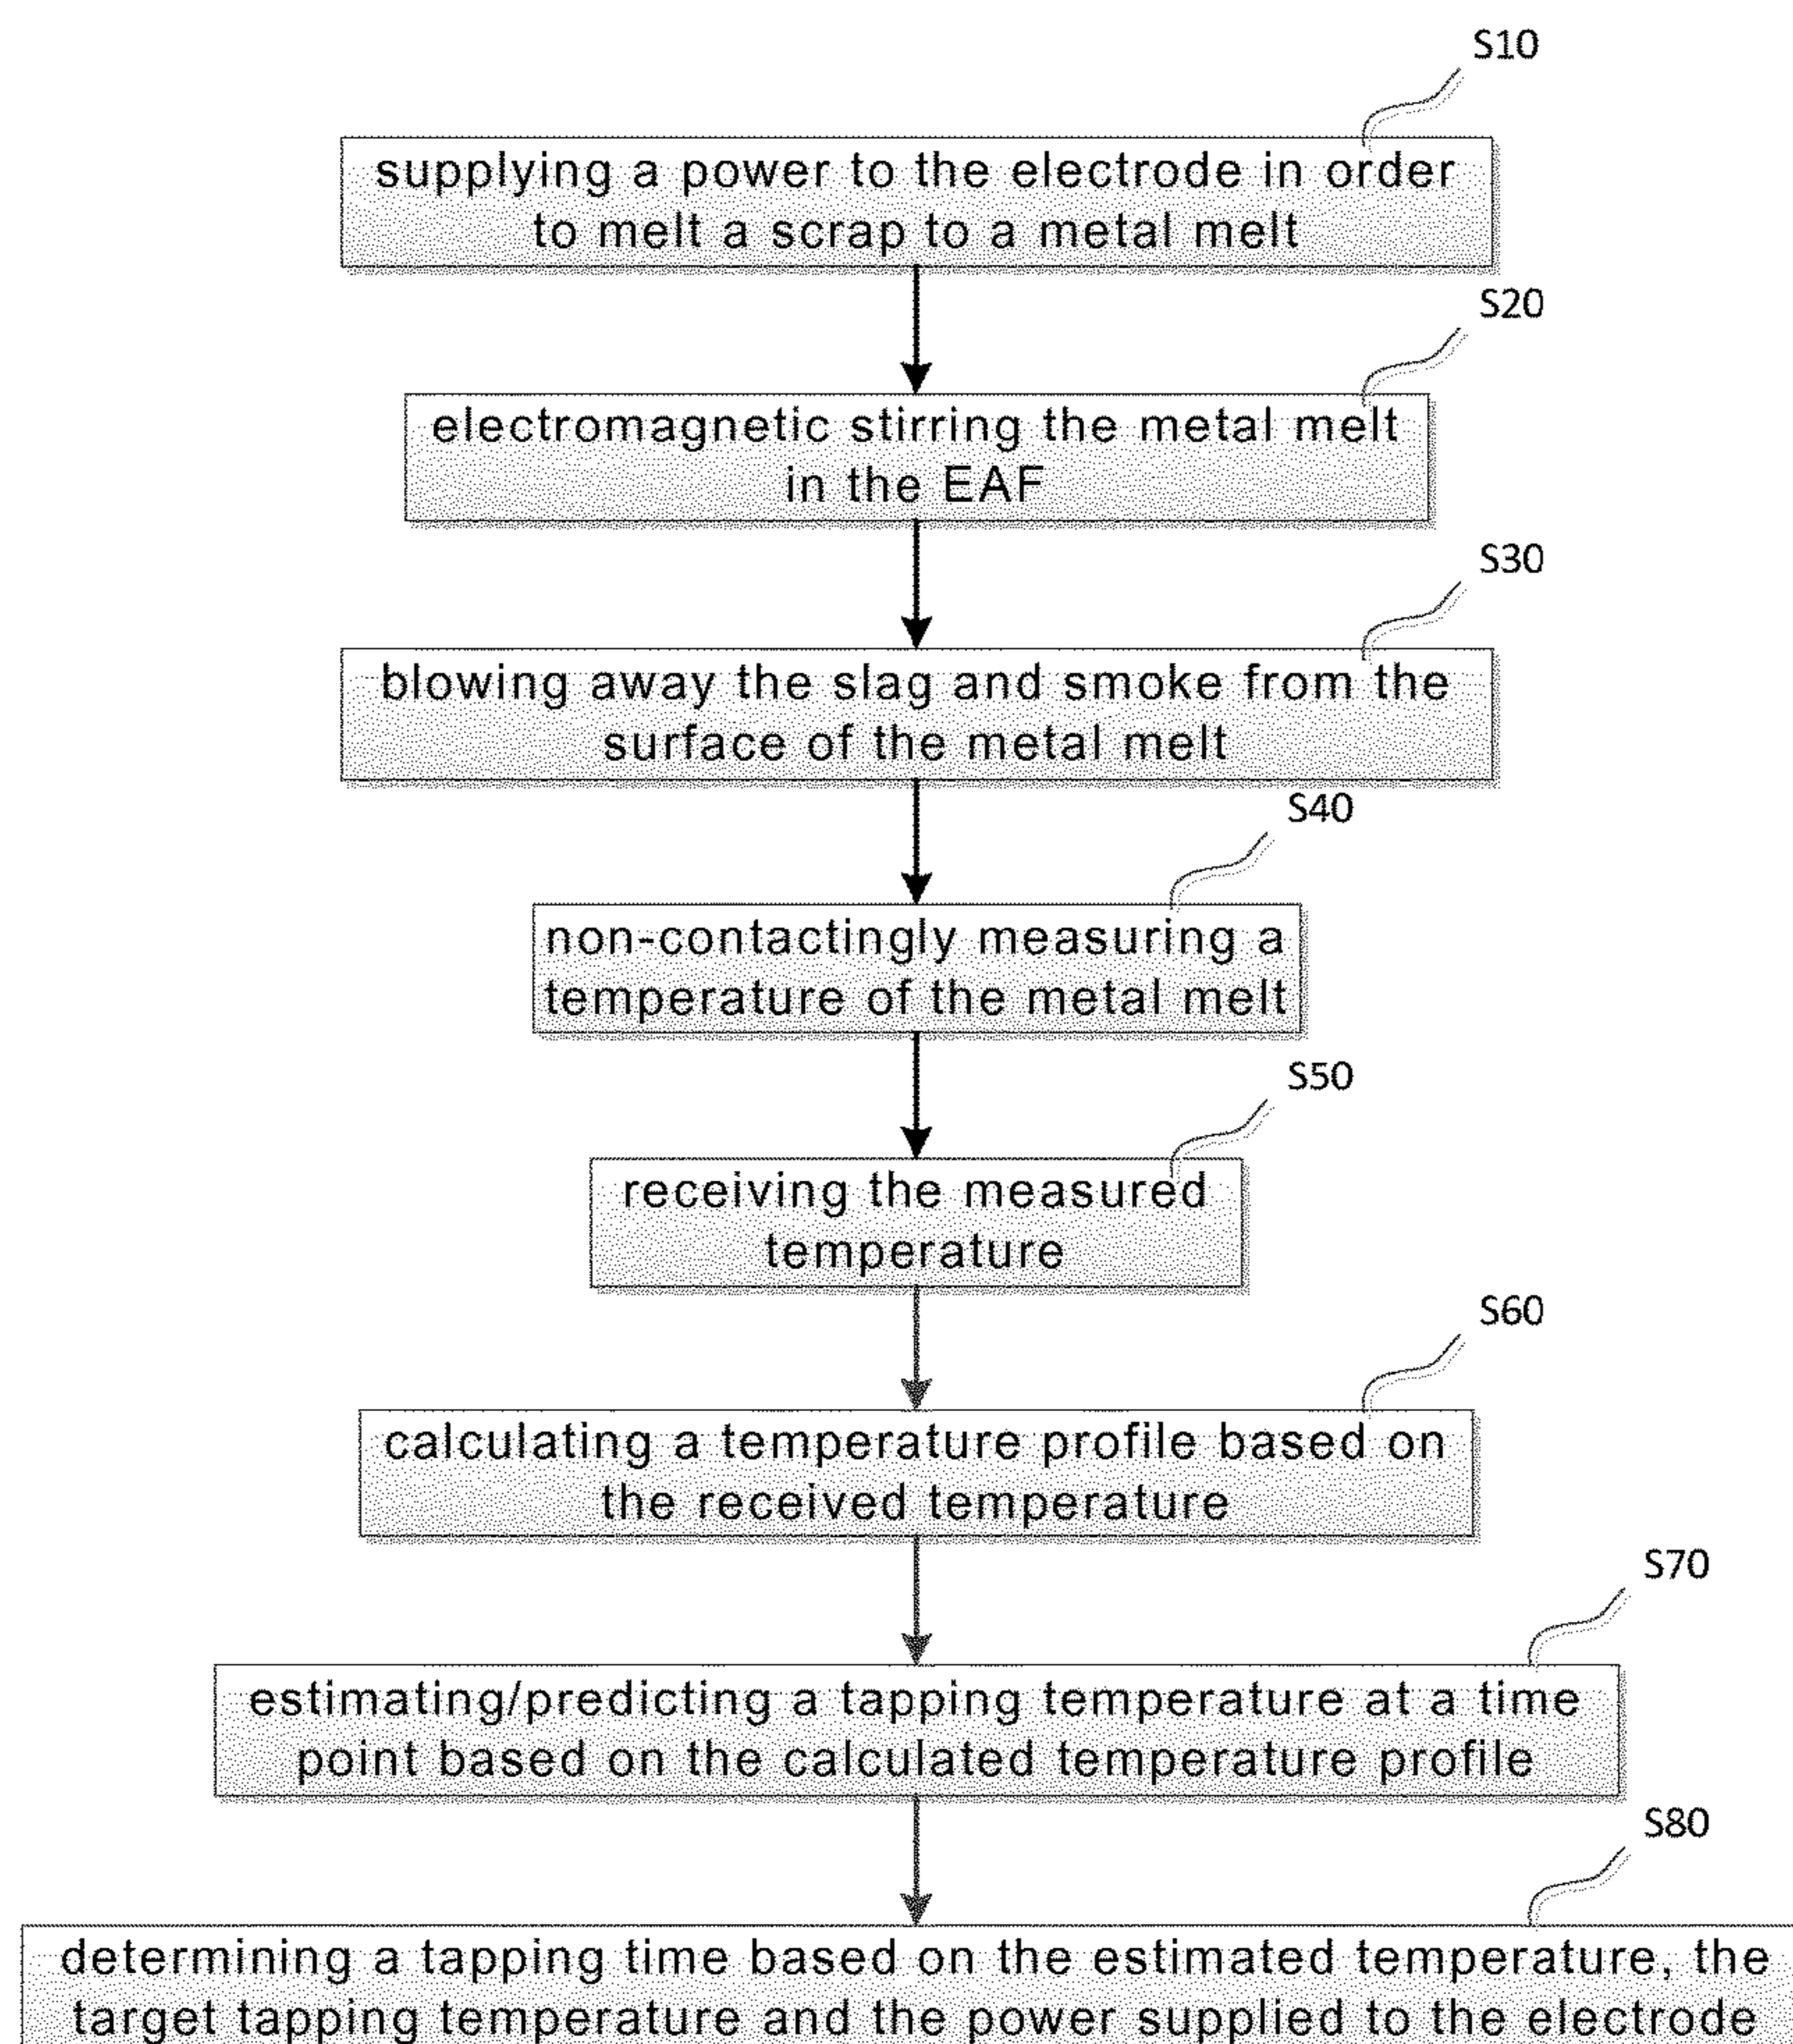 S10
supplying a power to the electrode in order
to melt a scrap to a metal melt
S20
electromagnetic stirring the metal melt
in the EAF
S30
blowing away the slag and smoke from the
surface of the metal melt
S40
non-contactingly measuring a
temperature of the metal melt
S50
receiving the measured
temperature
S60
calculating a temperature profile based on
the received temperature
S70
estimating/predicting a tapping temperature at a time
point based on the calculated temperature profile
S80
determining a tapping time based on the estimated temperature, the
target tapping temperature and the power supplied to the electrode